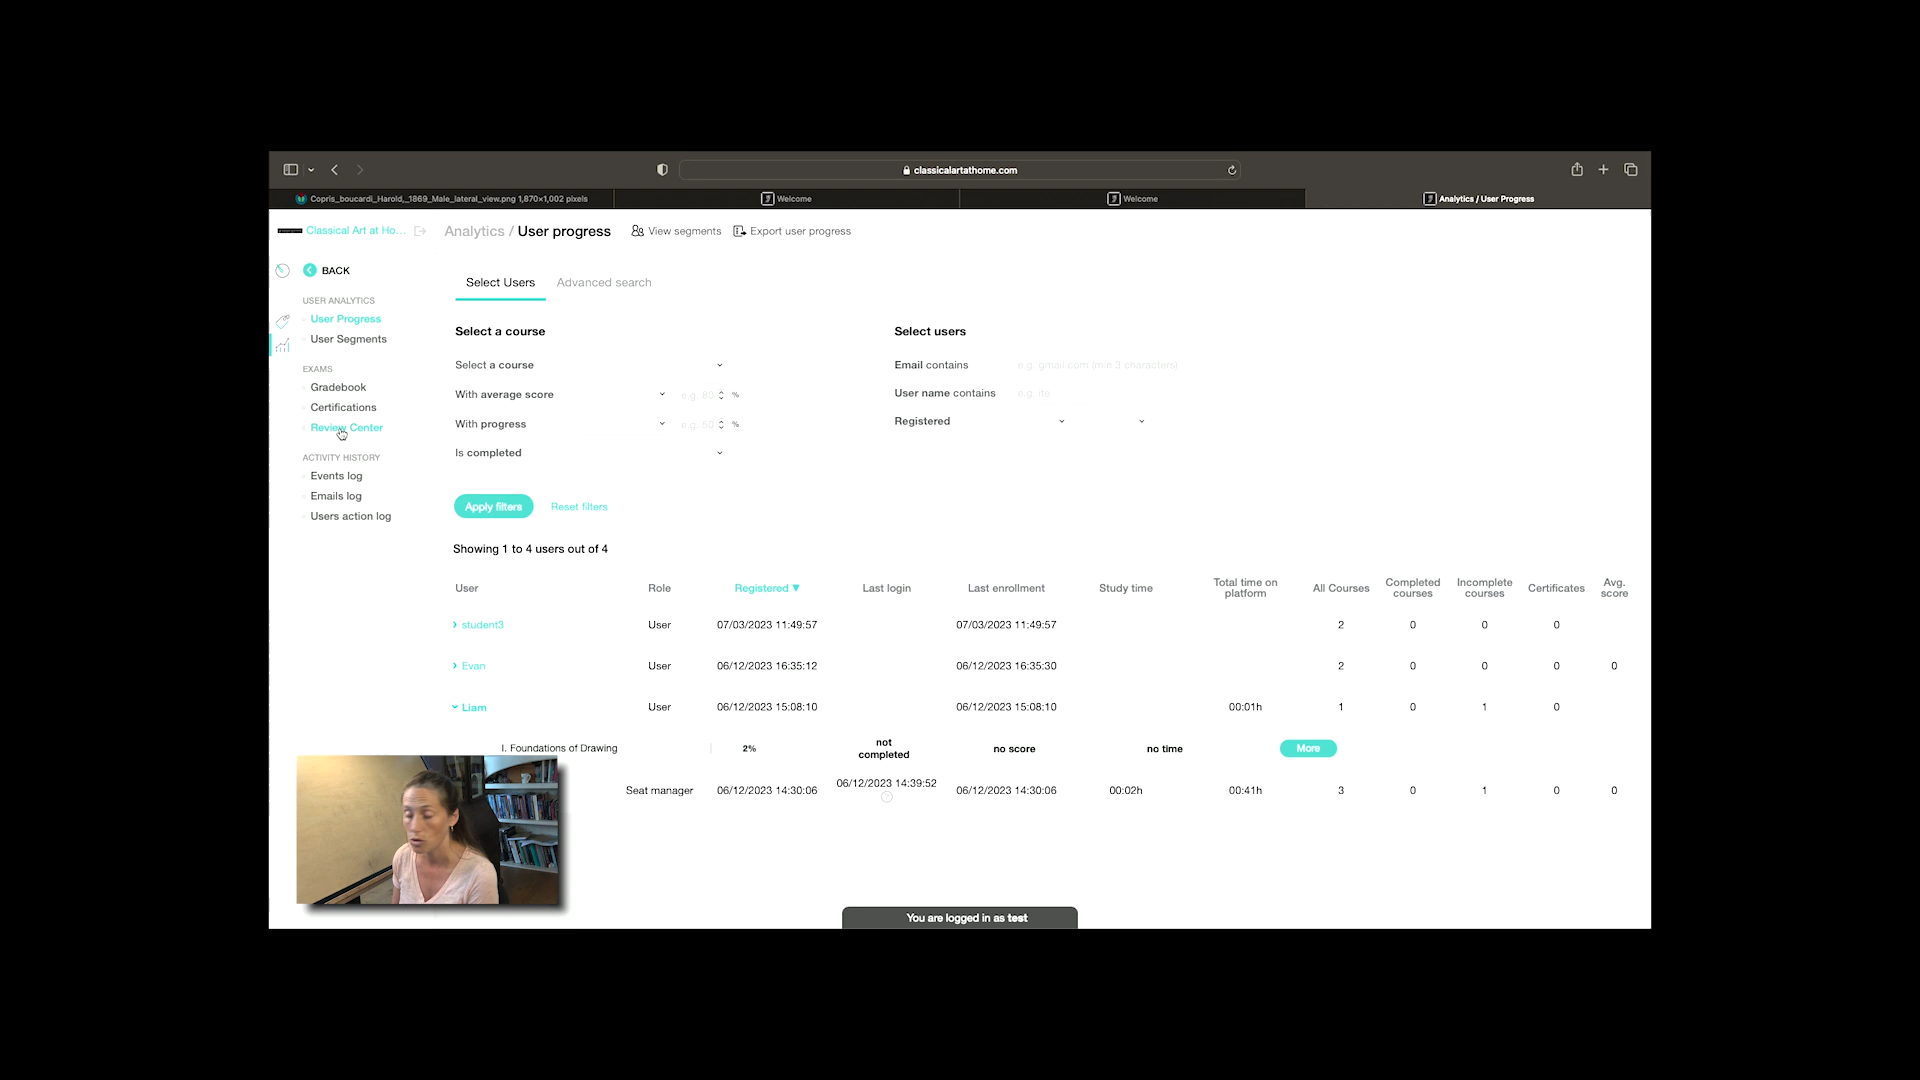 classicalartathome.com
Copris_boucardi_Harold,_1869_Male_lateral_view.png 1,870×1,002 pixels
Welcome
Welcome
Analytics / User Progress
Classical Art at Ho...
Analytics / User progress
View segments
Export user progress
BACK
USER ANALYTICS
User Progress
User Segments
EXAMS
Gradebook
Certifications
Review Center
ACTIVITY HISTORY
Events log
Emails log
Users action log
Select Users
Advanced search
Select a course
Select a course
With average score
e.g. 80
%
With progress
e.g. 50
%
Is completed
Select users
Email contains
e.g. gmail.com (min 3 characters)
User name contains
e.g. ite
Registered
Apply filters
Reset filters
Showing 1 to 4 users out of 4
User Role Registered ▼ Last login Last enrollment Study time Total time on platform All Courses Completed courses Incomplete courses Certificates Avg. score
student3 User 07/03/2023 11:49:57 07/03/2023 11:49:57 2 0 0 0
Evan User 06/12/2023 16:35:12 06/12/2023 16:35:30 2 0 0 0 0
Liam User 06/12/2023 15:08:10 06/12/2023 15:08:10 00:01h 1 0 1 0
I. Foundations of Drawing 2% not completed no score no time More
Seat manager 06/12/2023 14:30:06 06/12/2023 14:39:52 06/12/2023 14:30:06 00:02h 00:41h 3 0 1 0 0
You are logged in as test